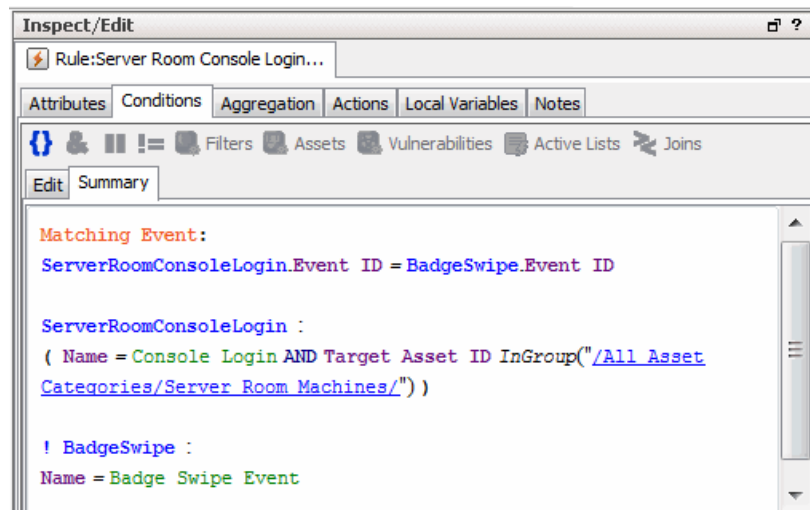 Inspect/Edit ?
Rule:Server Room Console Login...
Attributes Conditions Aggregation Actions Local Variables Notes
{} & != Filters Assets Vulnerabilities Active Lists Joins
Edit Summary
Matching Event:
ServerRoomConsoleLogin.Event ID = BadgeSwipe.Event ID
ServerRoomConsoleLogin :
( Name = Console Login AND Target Asset ID InGroup("/All Asset
Categories/Server Room Machines/") )
! BadgeSwipe :
Name = Badge Swipe Event